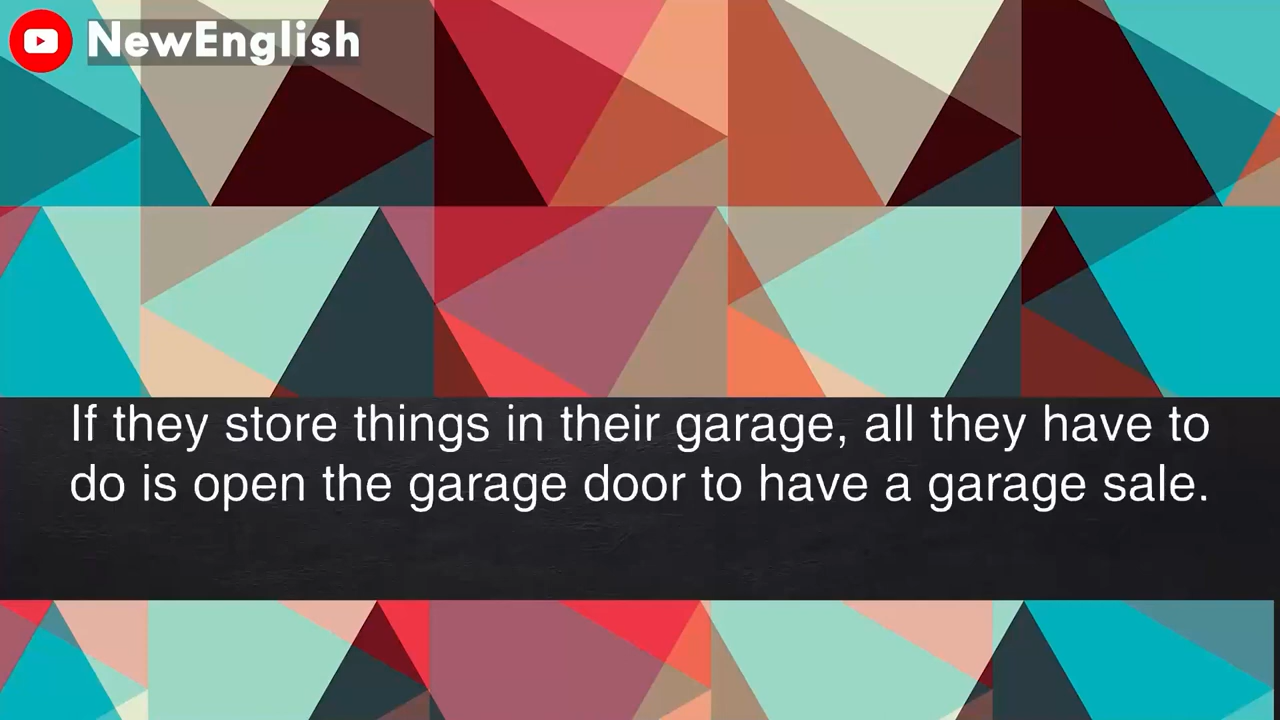 NewEnglish
If they store things in their garage, all they have to
do is open the garage door to have a garage sale.